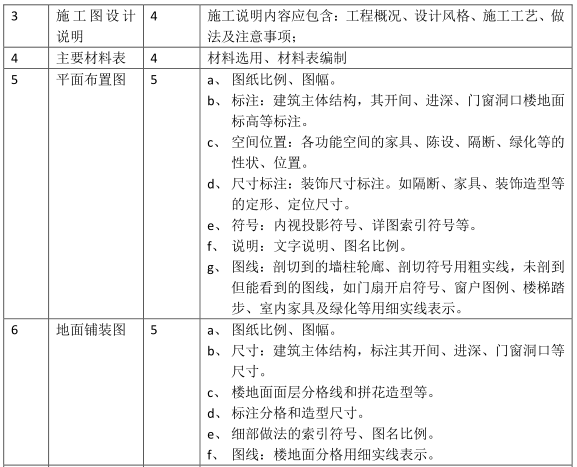 3 施工图设计 4 施工说明内容应包含：工程概况、设计风格、施工工艺、做
说明 法及注意事项；
4 主要材料表 4 材料选用、材料表编制
5 平面布置图 5 a、 图纸比例、图幅。
b、 标注：建筑主体结构，其开间、进深、门窗洞口楼地面
标高等标注。
c、 空间位置：各功能空间的家具、陈设、隔断、绿化等的
性状、位置。
d、 尺寸标注：装饰尺寸标注。如隔断、家具、装饰造型等
的定形、定位尺寸。
e、 符号：内视投影符号、详图索引符号等。
f、 说明：文字说明、图名比例。
g、 图线：剖切到的墙柱轮廓、剖切符号用粗实线，未剖到
但能看到的图线，如门扇开启符号、窗户图例、楼梯踏
步、室内家具及绿化等用细实线表示。
6 地面铺装图 5 a、 图纸比例、图幅。
b、 尺寸：建筑主体结构，标注其开间、进深、门窗洞口等
尺寸。
c、 楼地面面层分格线和拼花造型等。
d、 标注分格和造型尺寸。
e、 细部做法的索引符号、图名比例。
f、 图线：楼地面分格用细实线表示。